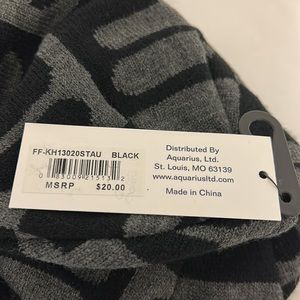 FF-KH13020STAU BLACK
MSRP $20.00
Distributed By
Aquarius, Ltd.
St. Louis, MO 63139
www.aquariusltd.com
Made in China